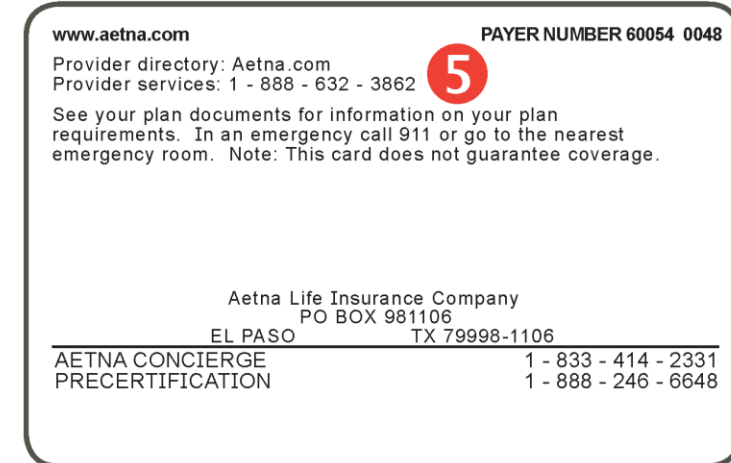 www.aetna.com PAYER NUMBER 60054 0048
Provider directory: Aetna.com
Provider services: 1 - 888 - 632 - 3862 5
See your plan documents for information on your plan
requirements. In an emergency call 911 or go to the nearest
emergency room. Note: This card does not guarantee coverage.
Aetna Life Insurance Company
PO BOX 981106
EL PASO TX 79998-1106
AETNA CONCIERGE 1 - 833 - 414 - 2331
PRECERTIFICATION 1 - 888 - 246 - 6648